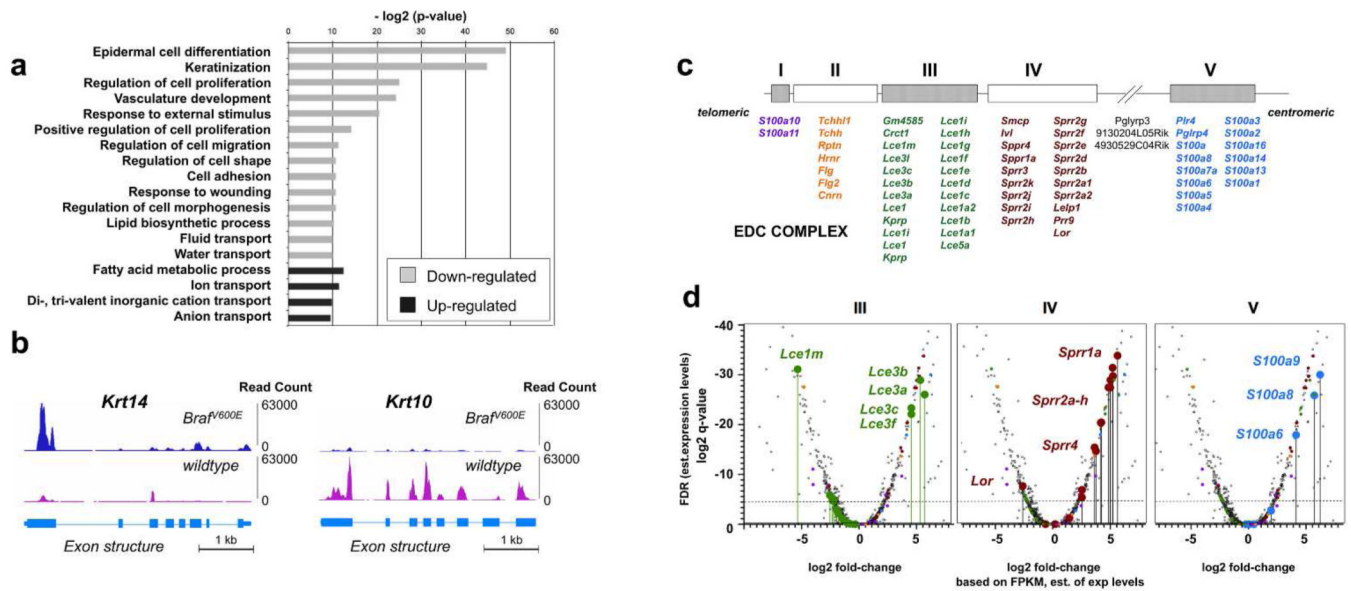 a
- log2 (p-value)
0 10 20 30 40 50 60
Epidermal cell differentiation
Keratinization
Regulation of cell proliferation
Vasculature development
Response to external stimulus
Positive regulation of cell proliferation
Regulation of cell migration
Regulation of cell shape
Cell adhesion
Response to wounding
Regulation of cell morphogenesis
Lipid biosynthetic process
Fluid transport
Water transport
Fatty acid metabolic process
Ion transport
Di-, tri-valent inorganic cation transport
Anion transport
Down-regulated
Up-regulated
b
Krt14
Read Count
BrafV600E
63000
0
wildtype
63000
0
Exon structure
1 kb
Krt10
Read Count
BrafV600E
63000
0
wildtype
63000
0
Exon structure
1 kb
c
I II III IV V
telomeric
centromeric
S100a10
S100a11
Tchhl1
Tchh
Rptn
Hrnr
Flg
Flg2
Cnrn
Gm4585
Crct1
Lce1m
Lce3l
Lce3c
Lce3b
Lce3a
Lce1
Kprp
Lce1i
Lce1
Kprp
Lce1i
Lce1h
Lce1g
Lce1f
Lce1e
Lce1d
Lce1c
Lce1a2
Lce1b
Lce1a1
Lce5a
Smcp
Ivl
Sppr4
Sppr1a
Sprr3
Sprr2k
Sprr2j
Sprr2i
Sprr2h
Sprr2g
Sprr2f
Sprr2e
Sprr2d
Sprr2b
Sprr2a1
Sprr2a2
Lelp1
Prr9
Lor
Pglyrp3
9130204L05Rik
4930529C04Rik
Plr4
Pglrp4
S100a
S100a8
S100a7a
S100a6
S100a5
S100a4
S100a3
S100a2
S100a16
S100a14
S100a13
S100a1
EDC COMPLEX
d
III IV V
FDR (est.expression levels)
log2 q-value
-40
-30
-20
-10
0
Lce1m
Lce3b
Lce3a
Lce3c
Lce3f
-5 0 5
log2 fold-change
Sprr1a
Sprr2a-h
Sprr4
Lor
-5 0 5
log2 fold-change
based on FPKM, est. of exp levels
S100a9
S100a8
S100a6
-5 0 5
log2 fold-change